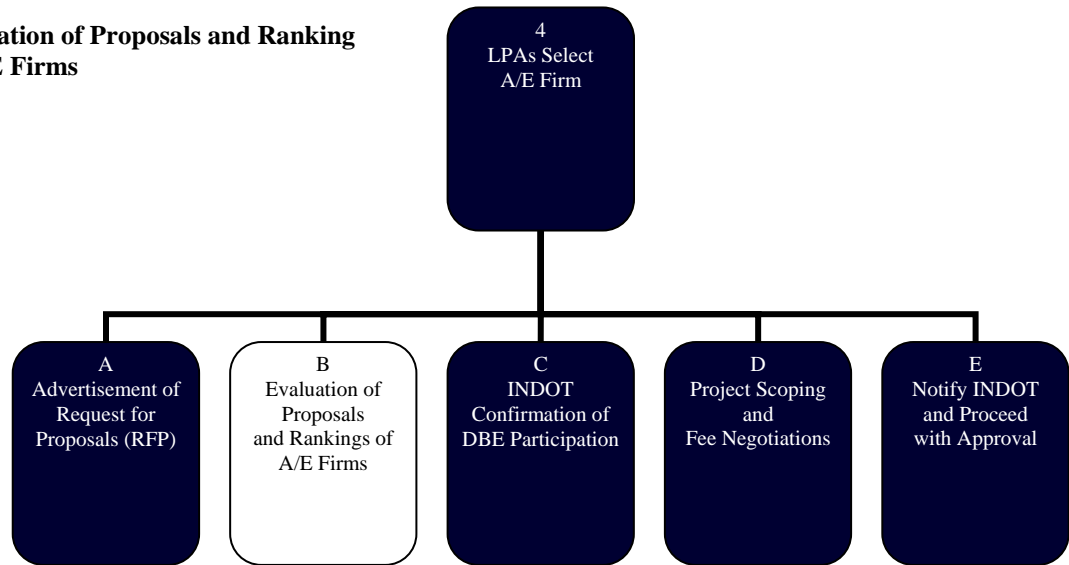 ation of Proposals and Ranking
E Firms
4
LPAs Select
A/E Firm
A
Advertisement of
Request for
Proposals (RFP)
B
Evaluation of
Proposals
and Rankings of
A/E Firms
C
INDOT
Confirmation of
DBE Participation
D
Project Scoping
and
Fee Negotiations
E
Notify INDOT
and Proceed
with Approval